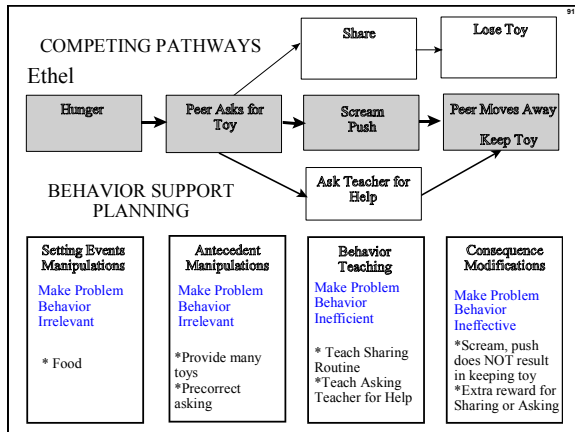 91
COMPETING PATHWAYS
Ethel
Share
Lose Toy
Hunger
Peer Asks for
Toy
Scream
Push
Peer Moves Away
Keep Toy
Ask Teacher for
Help
BEHAVIOR SUPPORT
PLANNING
Setting Events
Manipulations
Make Problem
Behavior
Irrelevant
* Food
Antecedent
Manipulations
Make Problem
Behavior
Irrelevant
*Provide many
toys
*Precorrect
asking
Behavior
Teaching
Make Problem
Behavior
Inefficient
* Teach Sharing
Routine
*Teach Asking
Teacher for Help
Consequence
Modifications
Make Problem
Behavior
Ineffective
*Scream, push
does NOT result
in keeping toy
*Extra reward for
Sharing or Asking